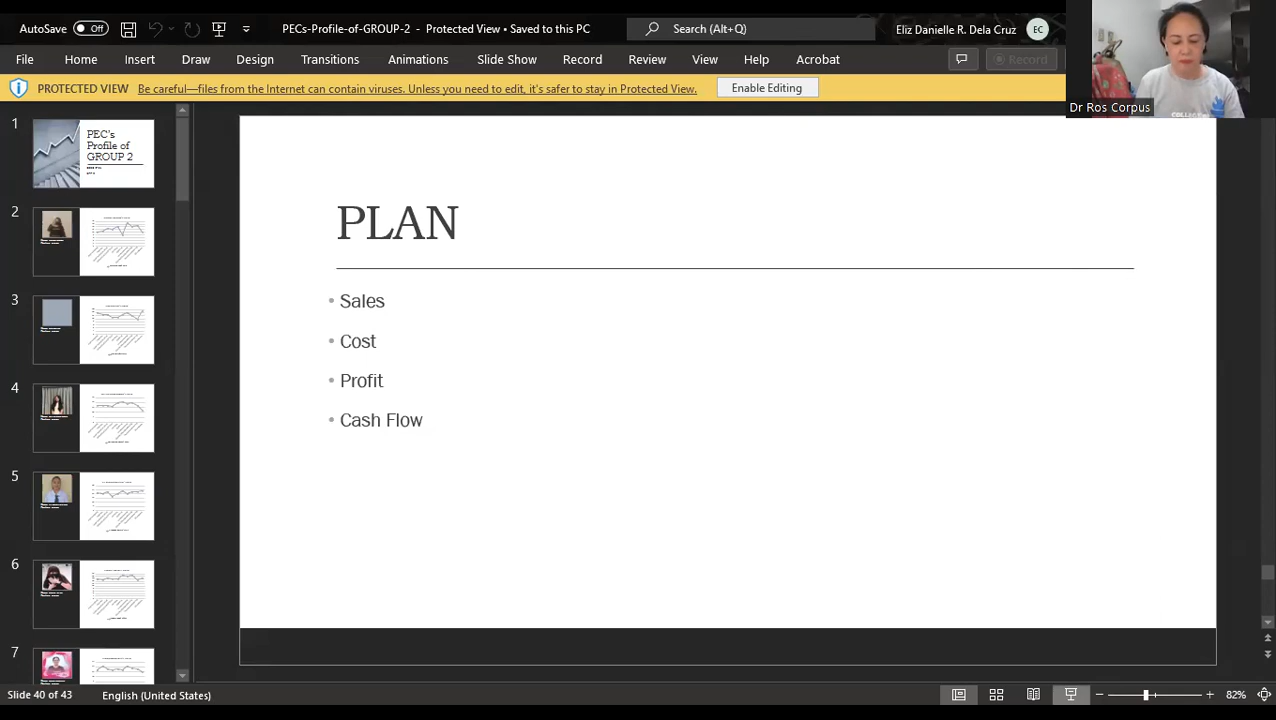 AutoSave Off PECs-Profile-of-GROUP-2 - Protected View • Saved to this PC Search (Alt+Q) Eliz Danielle R. Dela Cruz EC
File Home Insert Draw Design Transitions Animations Slide Show Record Review View Help Acrobat Record
PROTECTED VIEW Be careful—files from the Internet can contain viruses. Unless you need to edit, it's safer to stay in Protected View. Enable Editing
Dr Ros Corpus
1
PEC's
Profile of
GROUP 2
2
3
4
5
6
7
PLAN
• Sales
• Cost
• Profit
• Cash Flow
Slide 40 of 43 English (United States) 82%